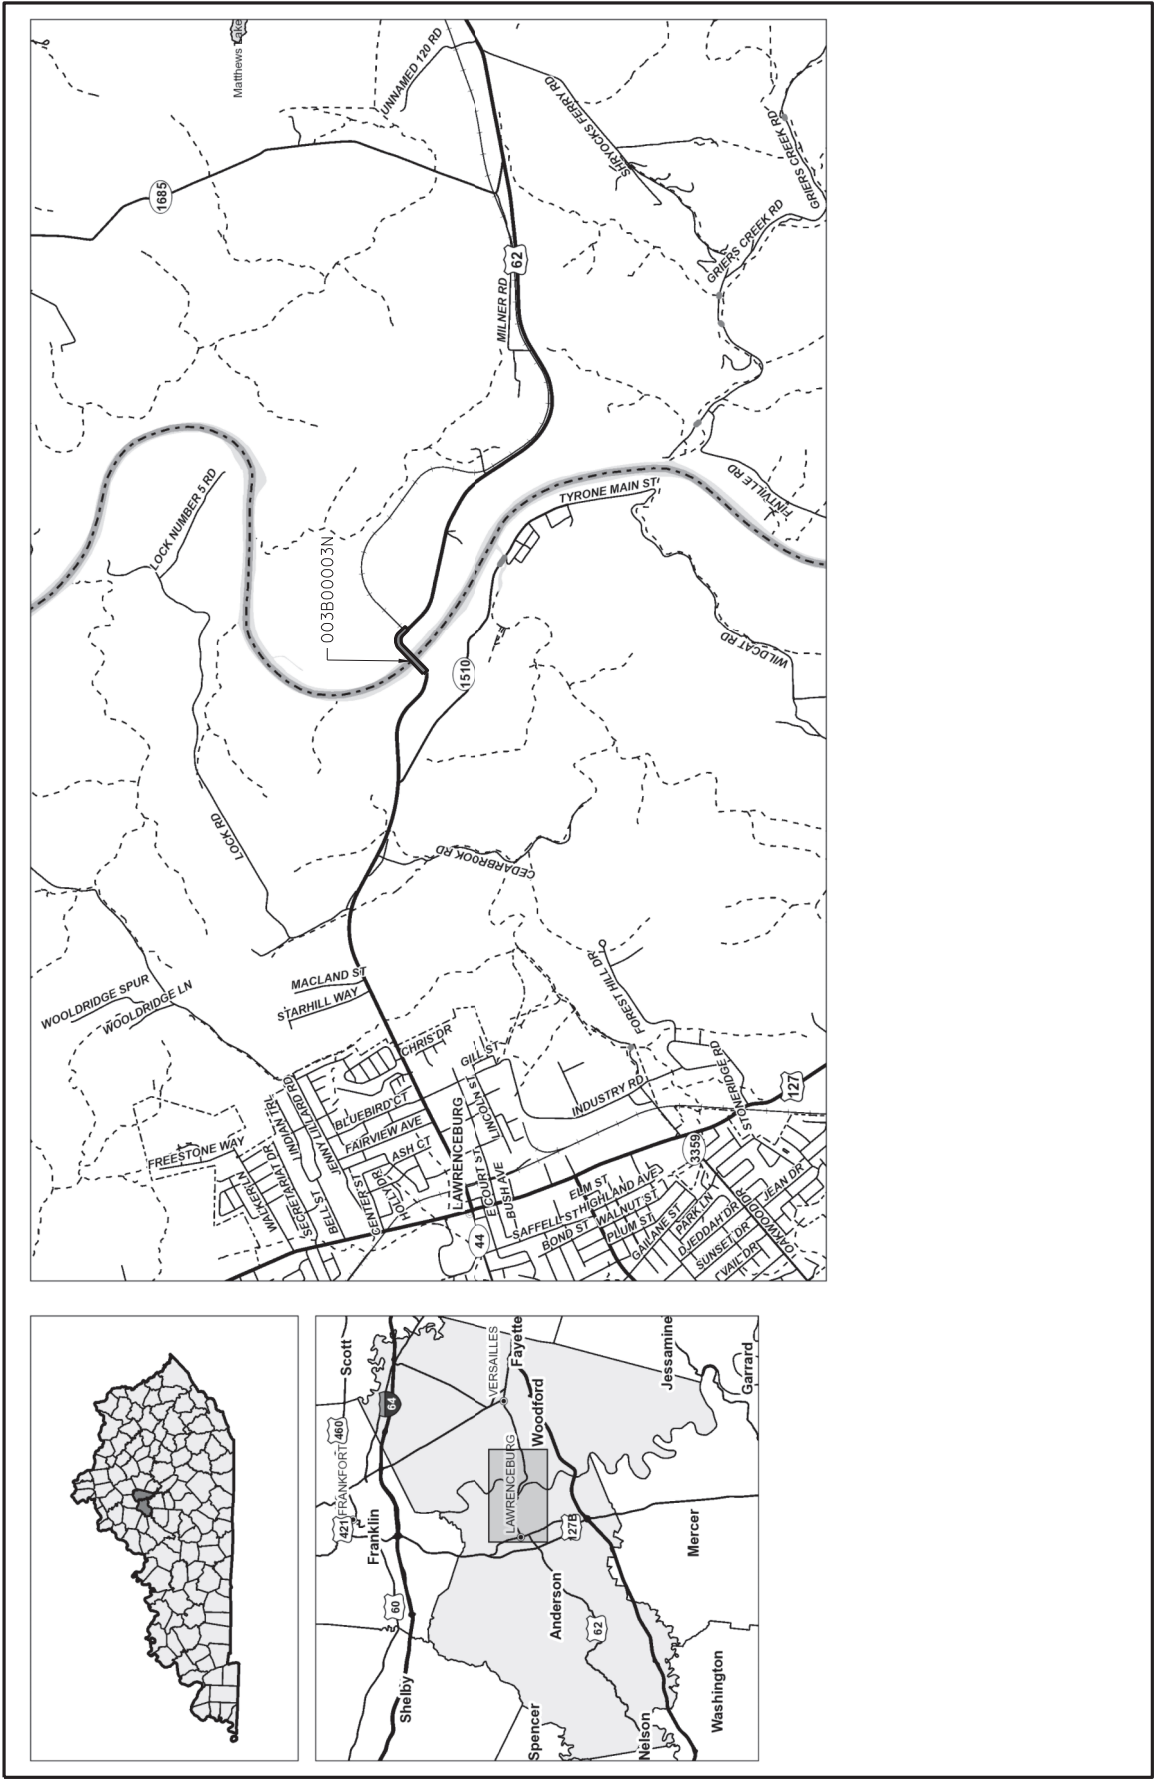 Matthews Lake
UNNAMED 120 RD
SHRYOCKS FERRY RD
GRIERS CREEK RD
GRIERS CREEK RD
1685
62
MILNER RD
LOCK NUMBER 5 RD
TYRONE MAIN ST
FINTVILLE RD
003B00003N
1510
WILDCAT RD
LOCK RD
CEDARBROOK RD
WOOLDRIDGE SPUR
WOOLDRIDGE LN
MACLAND ST
STARHILL WAY
FOREST HILL DR
CHRIS DR
GILL ST
STONERIDGE RD
127
INDUSTRY RD
LINCOLN ST
LAWRENCEBURG
BLUEBIRD CT
FAIRVIEW AVE
ASH CT
JENNY LILLARD RD
INDIAN TRL
FREESTONE WAY
WALKER LN
SECRETARIAT DR
BELL ST
CENTER ST
HOLLY DR
E COURT ST
BUSH AVE
3359
44
ELM ST
HIGHLAND AVE
SAFFELL ST
WALNUT ST
BOND ST
PLUM ST
GAILANE ST
PARK LN
DJEDDAH DR
SUNSET DR
VAIL DR
OAKWOOD DR
JEAN DR
Scott
460
FRANKFORT
421
Franklin
64
VERSAILLES
Fayette
Woodford
Jessamine
Garrard
LAWRENCEBURG
127B
Mercer
60
Anderson
62
Shelby
Spencer
Nelson
Washington